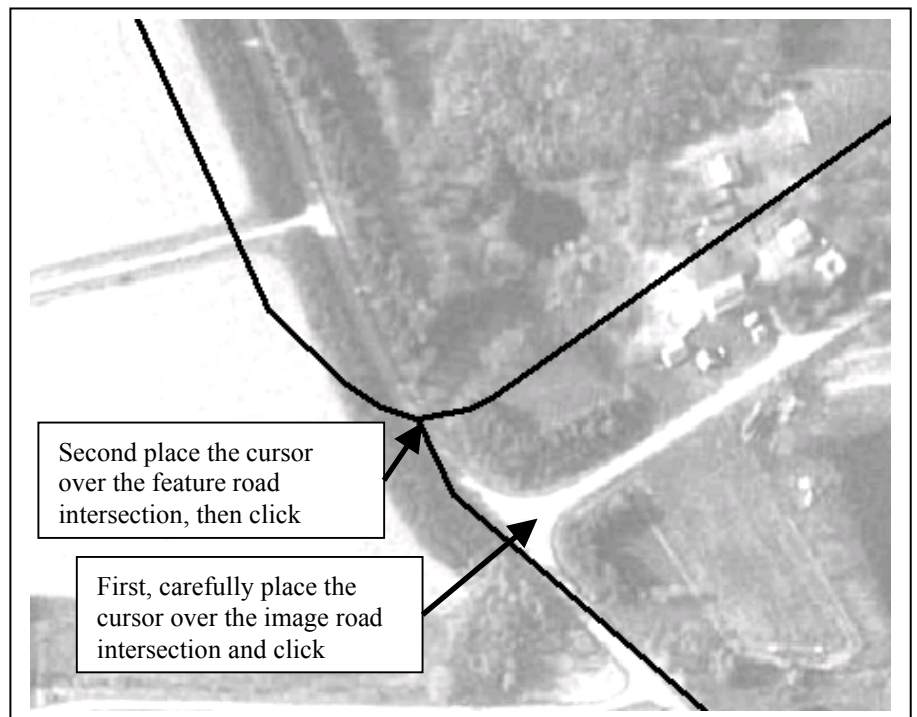 Second place the cursor
over the feature road
intersection, then click
First, carefully place the
cursor over the image road
intersection and click